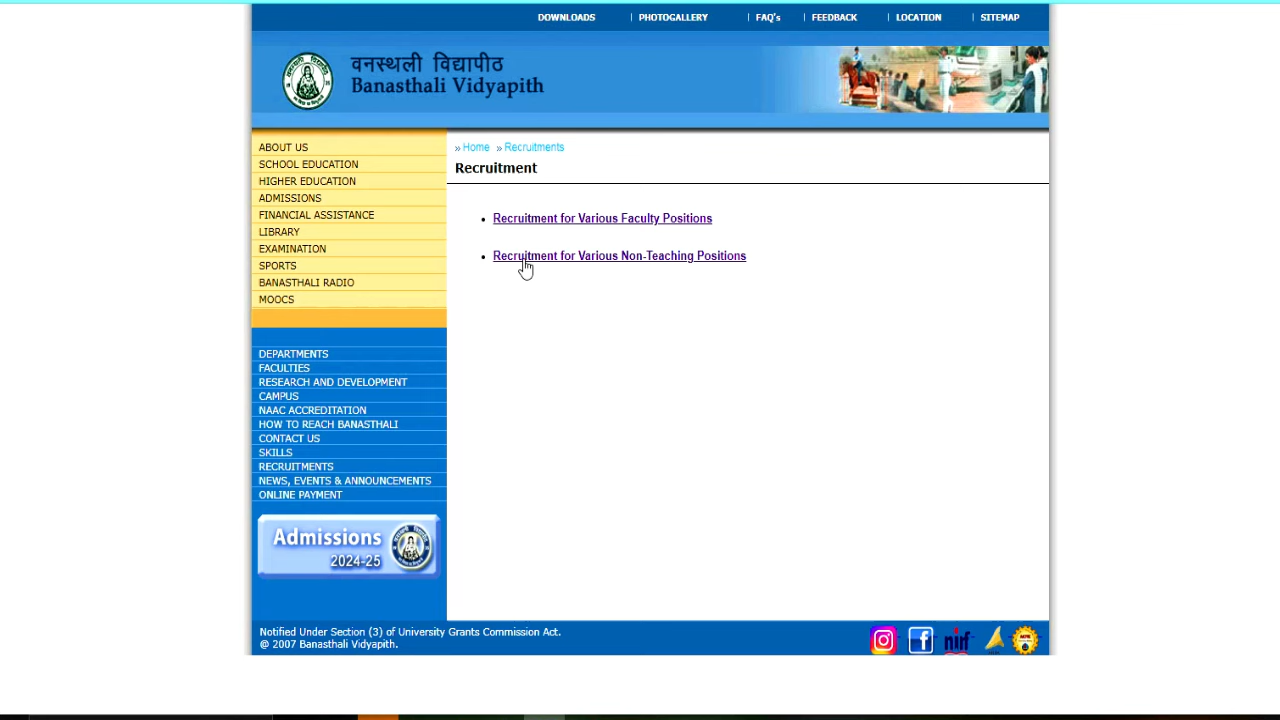 DOWNLOADS | PHOTOGALLERY | FAQ's | FEEDBACK | LOCATION | SITEMAP
वनस्थली विद्यापीठ
Banasthali Vidyapith
ABOUT US
SCHOOL EDUCATION
HIGHER EDUCATION
ADMISSIONS
FINANCIAL ASSISTANCE
LIBRARY
EXAMINATION
SPORTS
BANASTHALI RADIO
MOOCS
DEPARTMENTS
FACULTIES
RESEARCH AND DEVELOPMENT
CAMPUS
NAAC ACCREDITATION
HOW TO REACH BANASTHALI
CONTACT US
SKILLS
RECRUITMENTS
NEWS, EVENTS & ANNOUNCEMENTS
ONLINE PAYMENT
Admissions
2024-25
» Home » Recruitments
Recruitment
• Recruitment for Various Faculty Positions
• Recruitment for Various Non-Teaching Positions
Notified Under Section (3) of University Grants Commission Act.
@ 2007 Banasthali Vidyapith.
nirf